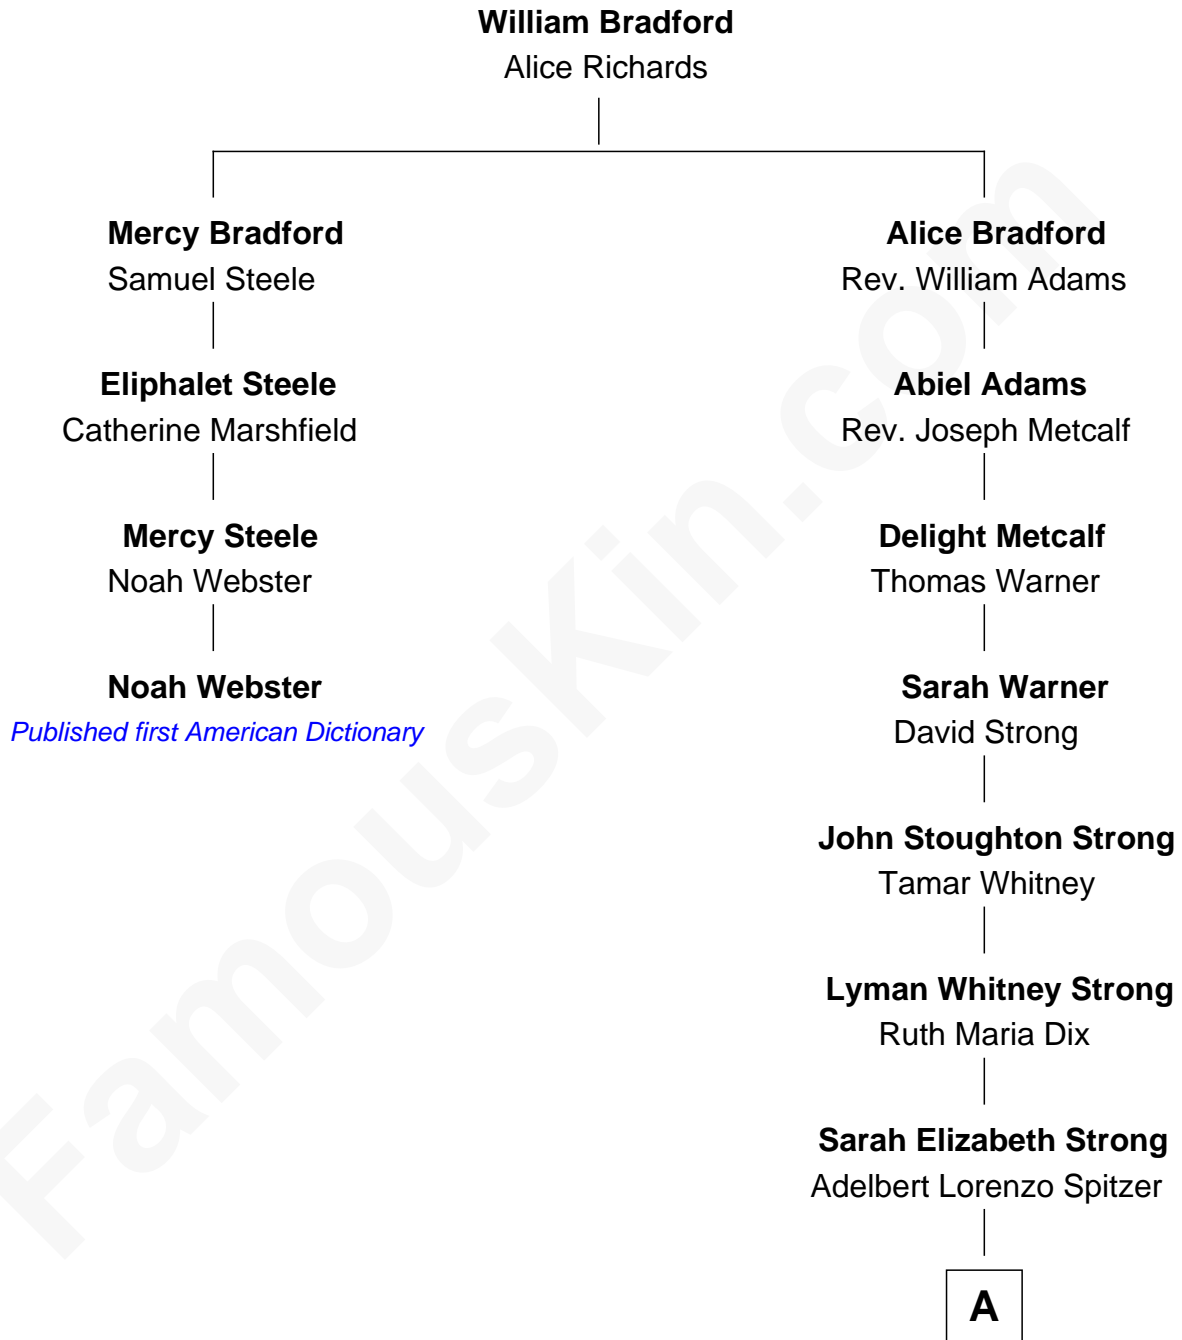 William Bradford
Alice Richards
Mercy Bradford
Samuel Steele
Alice Bradford
Rev. William Adams
Eliphalet Steele
Catherine Marshfield
Abiel Adams
Rev. Joseph Metcalf
Mercy Steele
Noah Webster
Delight Metcalf
Thomas Warner
Noah Webster
Published first American Dictionary
Sarah Warner
David Strong
John Stoughton Strong
Tamar Whitney
Lyman Whitney Strong
Ruth Maria Dix
Sarah Elizabeth Strong
Adelbert Lorenzo Spitzer
A
FamousKin.com